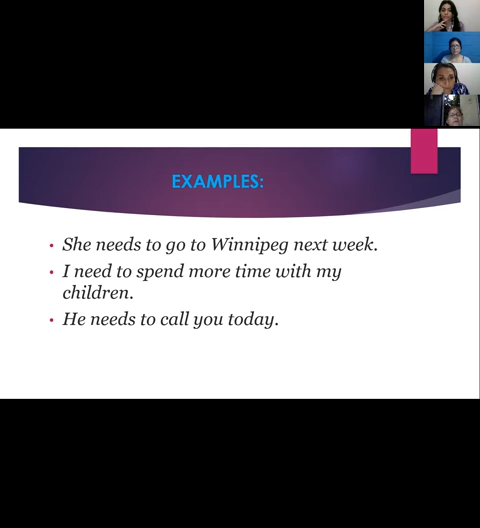 EXAMPLES:
• She needs to go to Winnipeg next week.
• I need to spend more time with my
children.
• He needs to call you today.